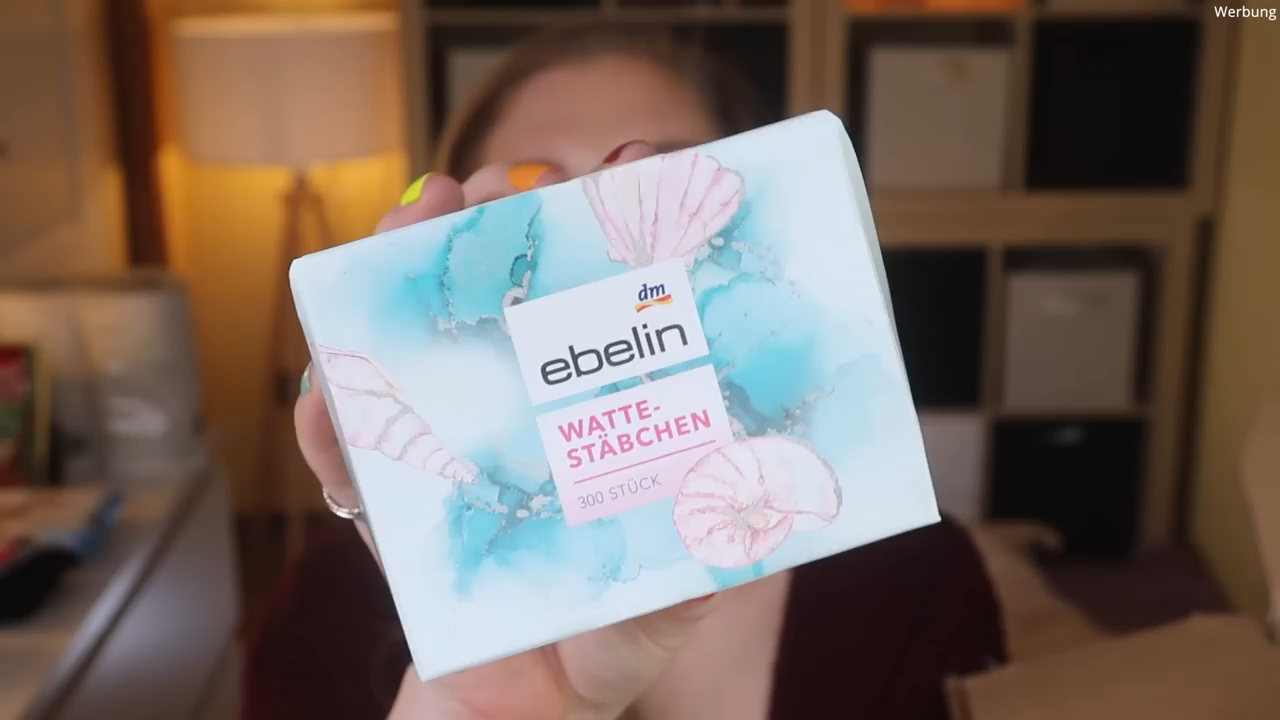 Werbung
dm
ebelin
WATTE-
STÄBCHEN
300 STÜCK